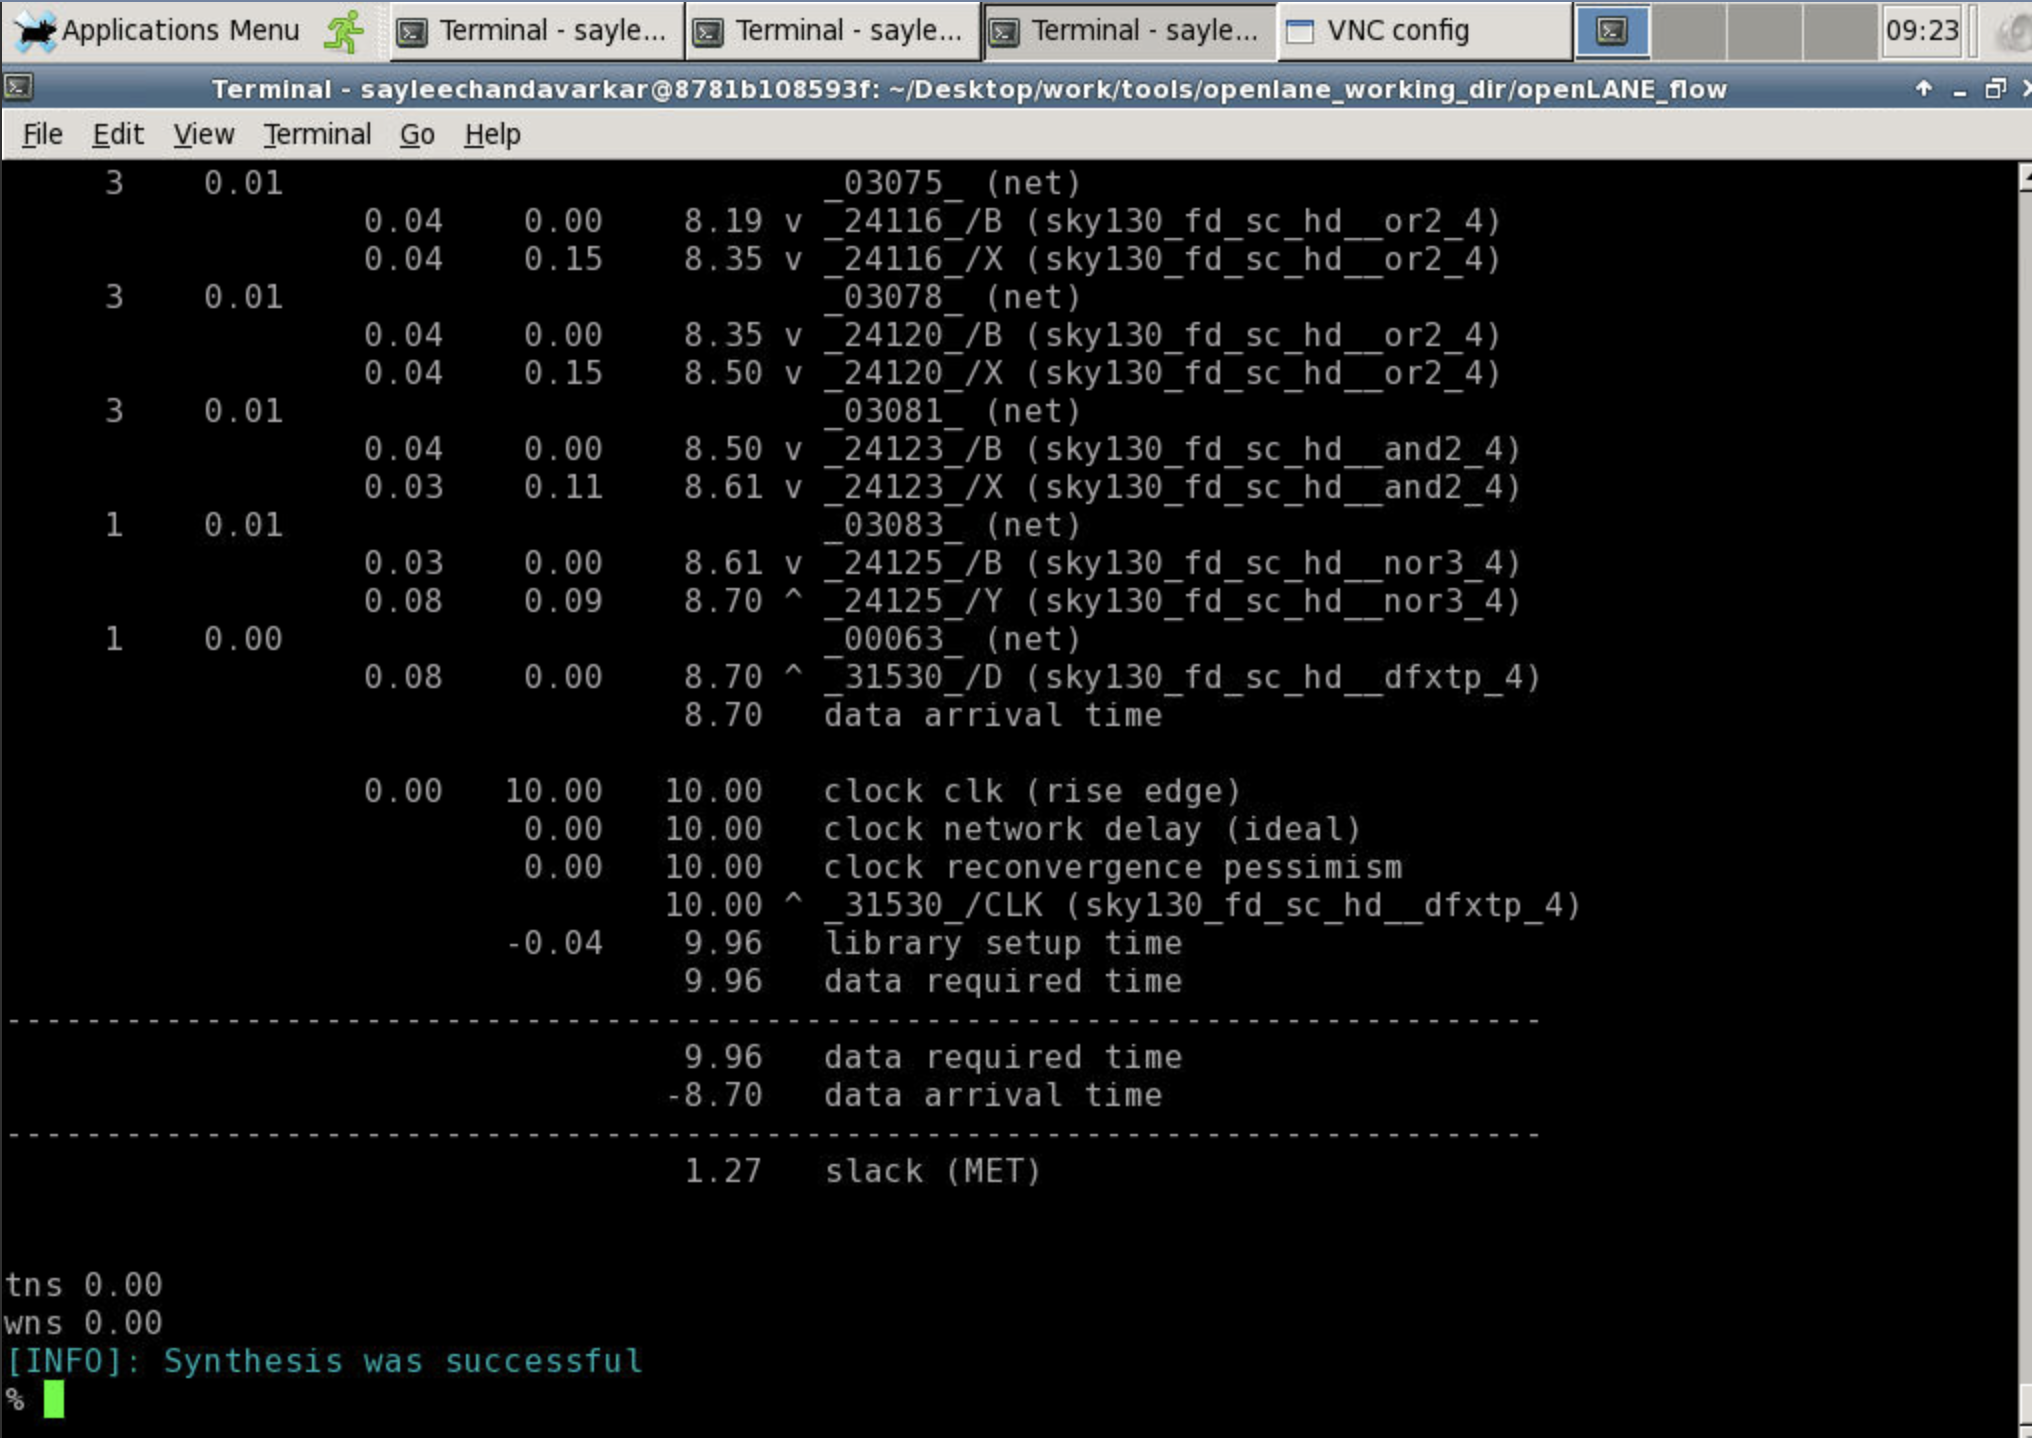 Applications Menu Terminal - sayle... Terminal - sayle... Terminal - sayle... VNC config 09:23
Terminal - sayleechandavarkar@8781b108593f: ~/Desktop/work/tools/openlane_working_dir/openLANE_flow
File Edit View Terminal Go Help
3 0.01 _03075_ (net)
0.04 0.00 8.19 v _24116_/B (sky130_fd_sc_hd__or2_4)
0.04 0.15 8.35 v _24116_/X (sky130_fd_sc_hd__or2_4)
3 0.01 _03078_ (net)
0.04 0.00 8.35 v _24120_/B (sky130_fd_sc_hd__or2_4)
0.04 0.15 8.50 v _24120_/X (sky130_fd_sc_hd__or2_4)
3 0.01 _03081_ (net)
0.04 0.00 8.50 v _24123_/B (sky130_fd_sc_hd__and2_4)
0.03 0.11 8.61 v _24123_/X (sky130_fd_sc_hd__and2_4)
1 0.01 _03083_ (net)
0.03 0.00 8.61 v _24125_/B (sky130_fd_sc_hd__nor3_4)
0.08 0.09 8.70 ^ _24125_/Y (sky130_fd_sc_hd__nor3_4)
1 0.00 _00063_ (net)
0.08 0.00 8.70 ^ _31530_/D (sky130_fd_sc_hd__dfxtp_4)
8.70 data arrival time
0.00 10.00 10.00 clock clk (rise edge)
0.00 10.00 clock network delay (ideal)
0.00 10.00 clock reconvergence pessimism
10.00 ^ _31530_/CLK (sky130_fd_sc_hd__dfxtp_4)
-0.04 9.96 library setup time
9.96 data required time
-----------------------------------------------------------------------------
9.96 data required time
-8.70 data arrival time
-----------------------------------------------------------------------------
1.27 slack (MET)
tns 0.00
wns 0.00
[INFO]: Synthesis was successful
%